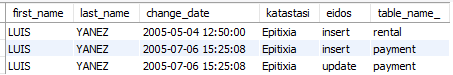 first_name last_name change_date katastasi eidos table_name_
LUIS YANEZ 2005-05-04 12:50:00 Epitixia insert rental
LUIS YANEZ 2005-07-06 15:25:08 Epitixia insert payment
LUIS YANEZ 2005-07-06 15:25:08 Epitixia update payment